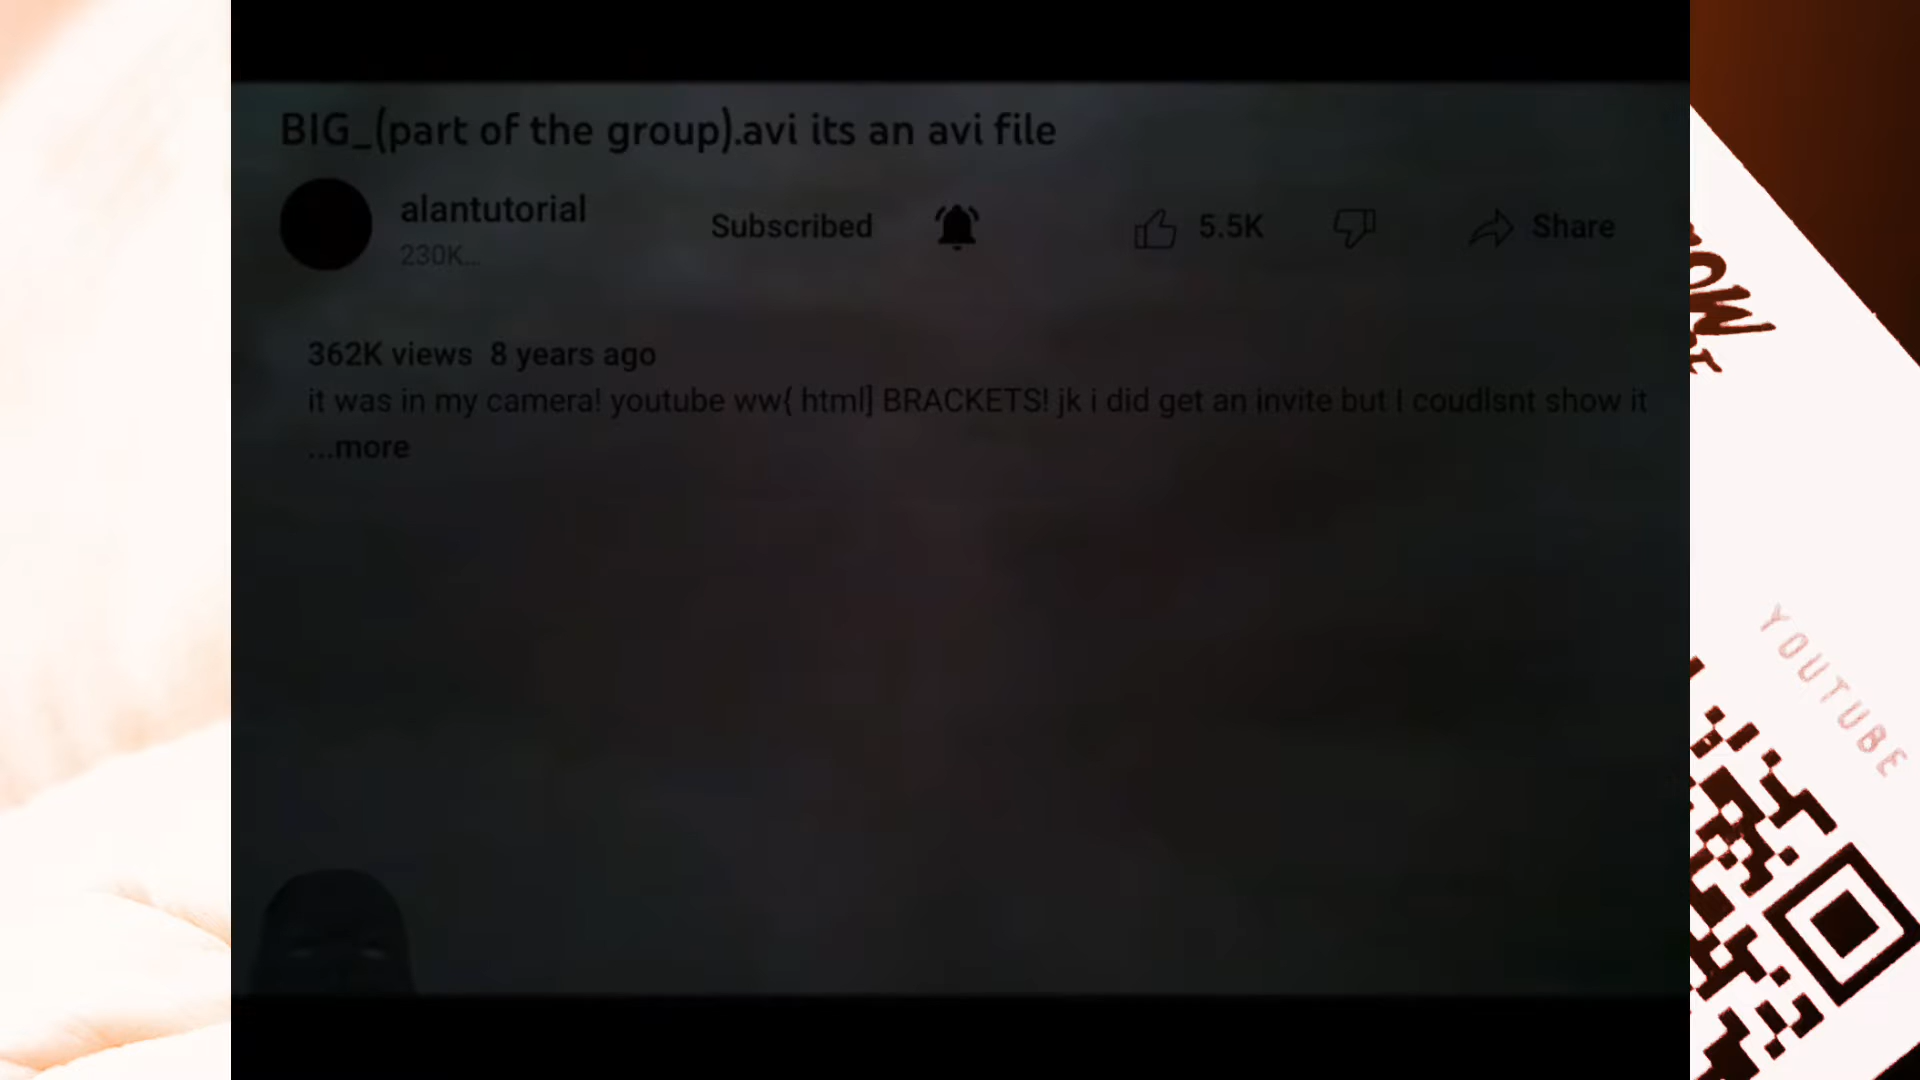 BIG_(part of the group).avi its an avi file
alantutorial
230K...
Subscribed
5.5K
Share
362K views 8 years ago
it was in my camera! youtube ww{ html] BRACKETS! jk i did get an invite but I coudlsnt show it
...more
YOUTUBE